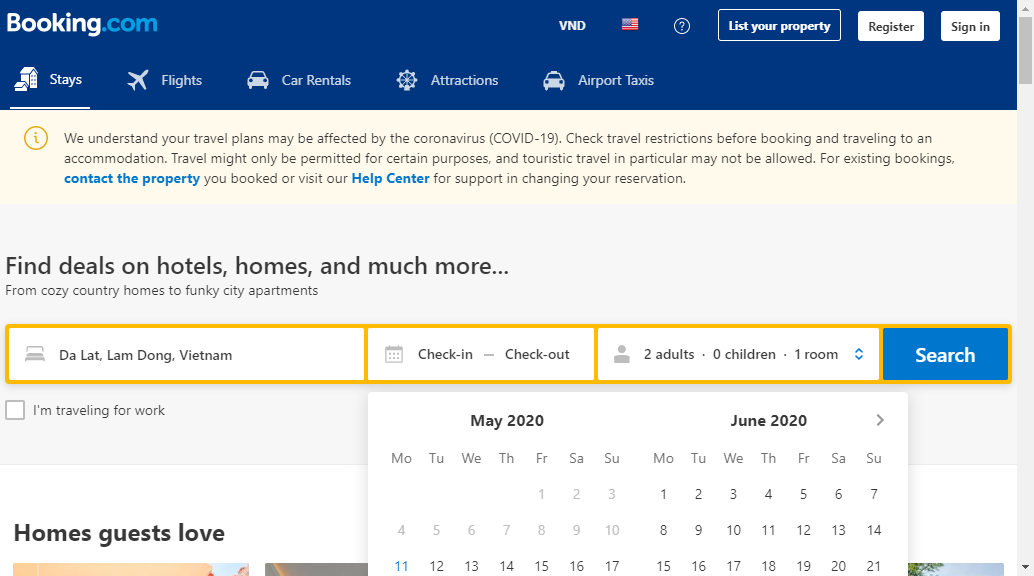 Booking.com
VND
List your property
Register
Sign in
Stays
Flights
Car Rentals
Attractions
Airport Taxis
We understand your travel plans may be affected by the coronavirus (COVID-19). Check travel restrictions before booking and traveling to an
accommodation. Travel might only be permitted for certain purposes, and touristic travel in particular may not be allowed. For existing bookings,
contact the property you booked or visit our Help Center for support in changing your reservation.
Find deals on hotels, homes, and much more...
From cozy country homes to funky city apartments
Da Lat, Lam Dong, Vietnam
Check-in — Check-out
2 adults · 0 children · 1 room
Search
I'm traveling for work
May 2020
Mo Tu We Th Fr Sa Su
1 2 3
4 5 6 7 8 9 10
11 12 13 14 15 16 17
June 2020
Mo Tu We Th Fr Sa Su
1 2 3 4 5 6 7
8 9 10 11 12 13 14
15 16 17 18 19 20 21
Homes guests love